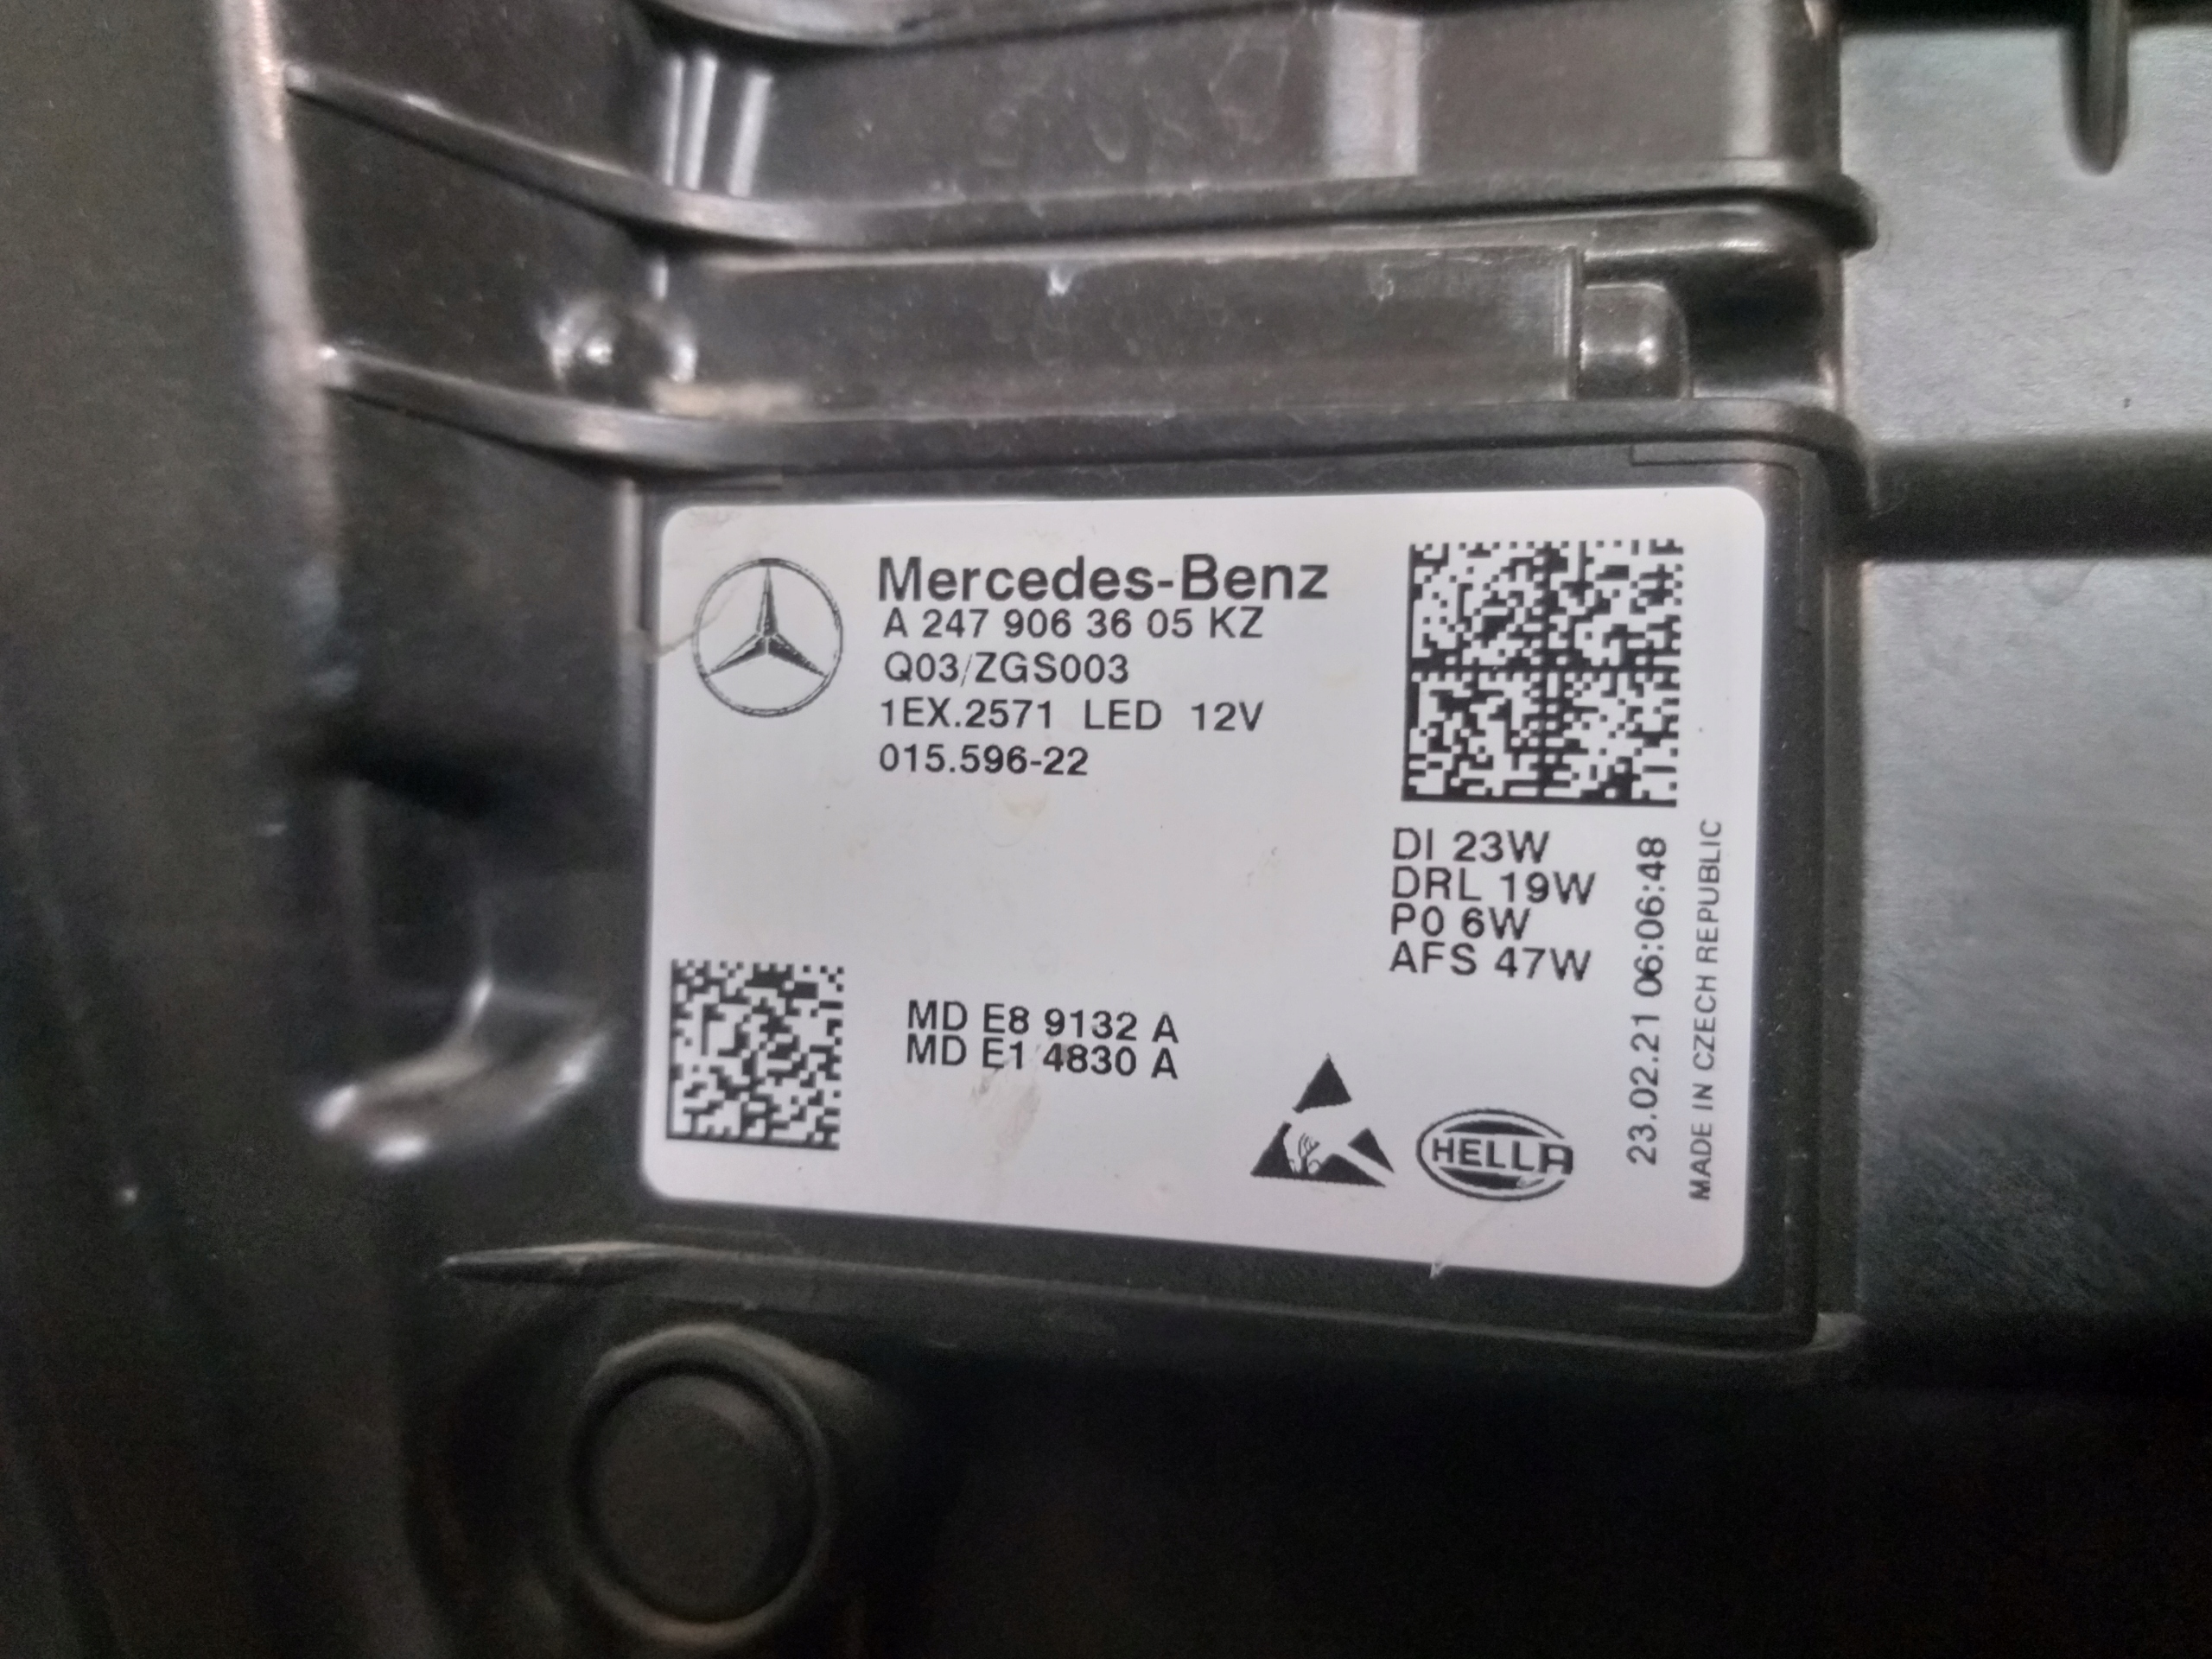 Mercedes-Benz
A 247 906 36 05 KZ
Q03/ZGS003
1EX.2571 LED 12V
015.596-22
DI 23W
DRL 19W
PO 6W
AFS 47W
23.02.21 06:06:48
MADE IN CZECH REPUBLIC
MD E8 9132 A
MD E1 4830 A
HELLA